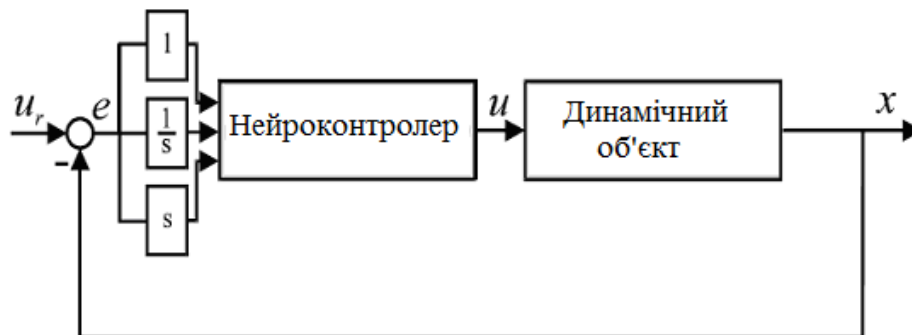 1
u_r
e
1
s
Нейроконтролер
u
Динамічний
об'єкт
x
-
s